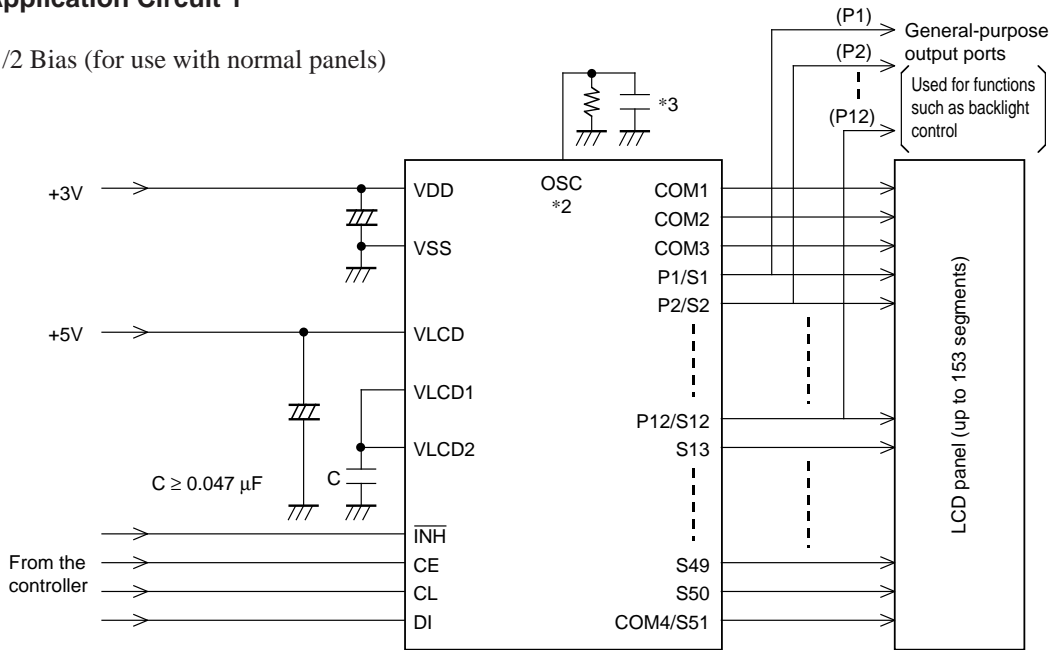 pplication Circuit 1
/2 Bias (for use with normal panels)
(P1)
General-purpose
output ports
(P2)
Used for functions
such as backlight
control
(P12)
*3
+3V
VDD
OSC
*2
COM1
COM2
VSS
COM3
P1/S1
P2/S2
+5V
VLCD
VLCD1
P12/S12
VLCD2
S13
C ≥ 0.047 μF
C
LCD panel (up to 153 segments)
INH
From the
controller
CE
S49
CL
S50
DI
COM4/S51